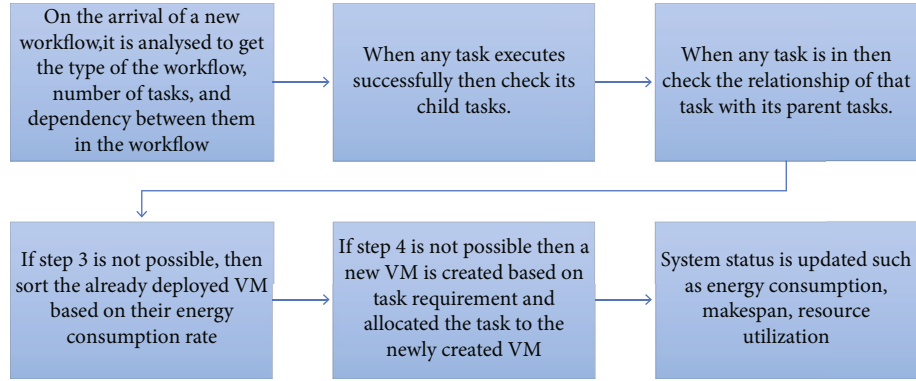 On the arrival of a new
workflow,it is analysed to get
the type of the workflow,
number of tasks, and
dependency between them
in the workflow
When any task executes
successfully then check its
child tasks.
When any task is in then
check the relationship of that
task with its parent tasks.
If step 3 is not possible, then
sort the already deployed VM
based on their energy
consumption rate
If step 4 is not possible then a
new VM is created based on
task requirement and
allocated the task to the
newly created VM
System status is updated such
as energy consumption,
makespan, resource
utilization